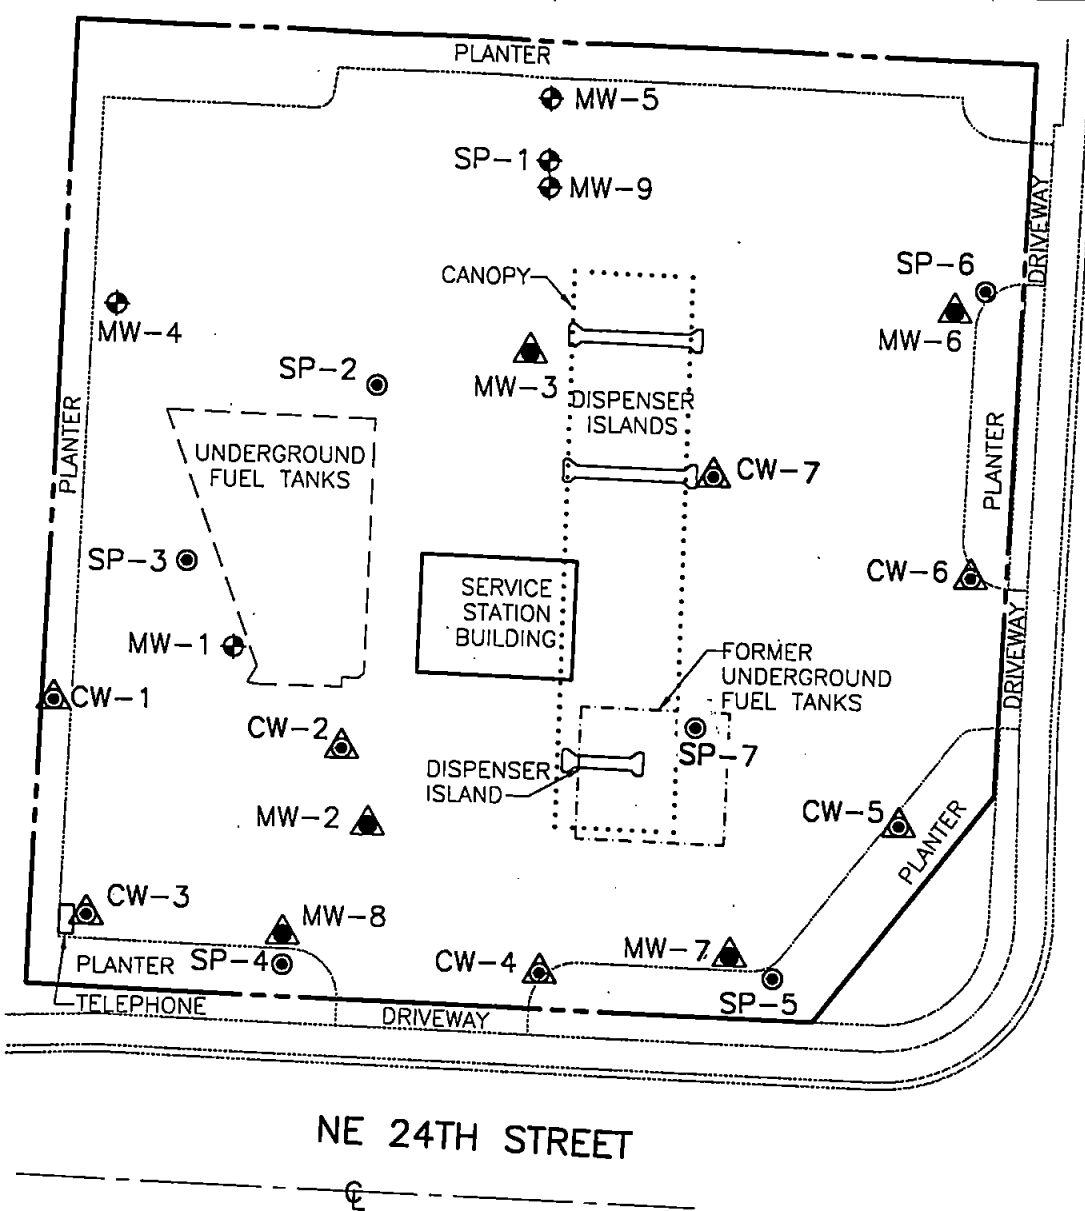 PLANTER
MW-5
SP-1
MW-9
DRIVEWAY
SP-6
CANOPY
MW-4
MW-6
SP-2
MW-3
DISPENSER
ISLANDS
PLANTER
UNDERGROUND
FUEL TANKS
PLANTER
CW-7
SP-3
CW-6
SERVICE
STATION
BUILDING
MW-1
FORMER
UNDERGROUND
FUEL TANKS
DRIVEWAY
CW-1
CW-2
SP-7
DISPENSER
ISLAND
MW-2
CW-5
PLANTER
CW-3
MW-8
MW-7
PLANTER
SP-4
CW-4
SP-5
TELEPHONE
DRIVEWAY
NE 24TH STREET
℄